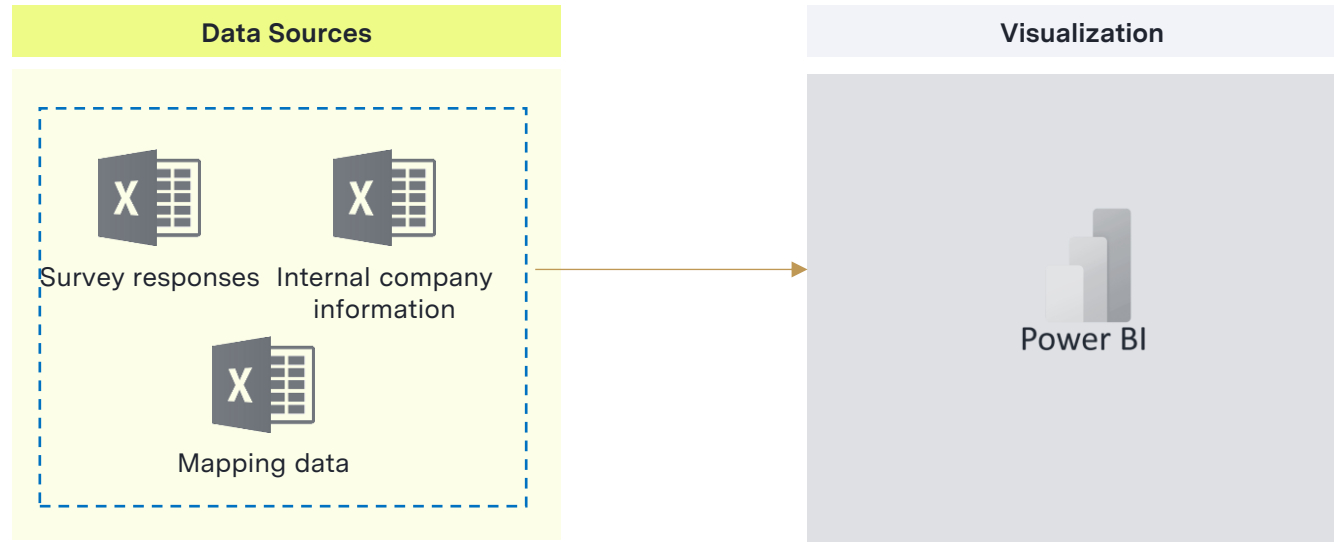 Data Sources
Visualization
X
X
Survey responses
Internal company
information
Power BI
X
Mapping data